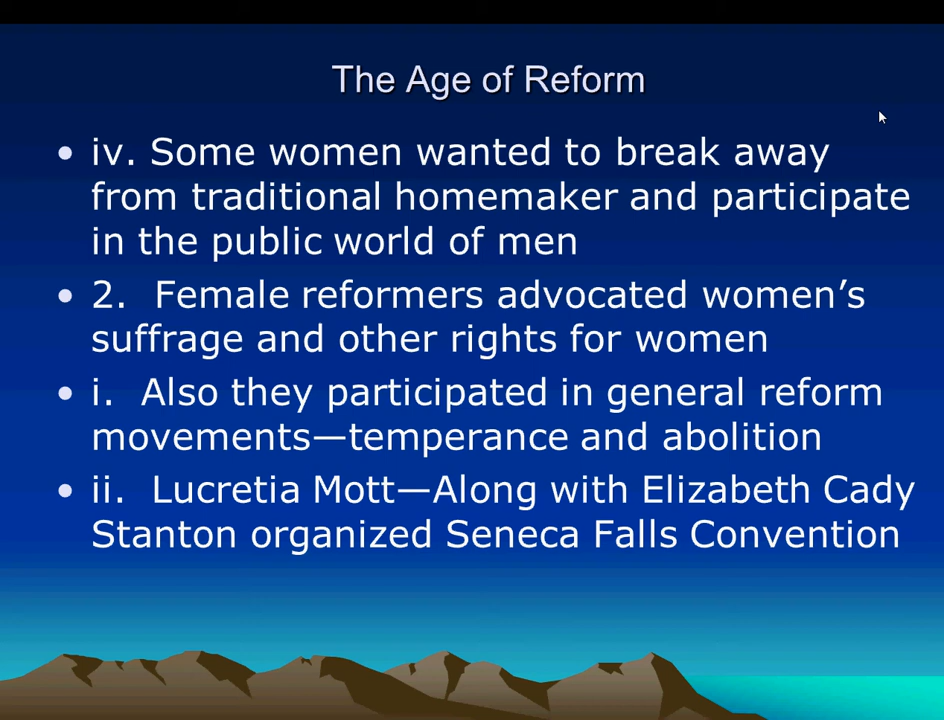 The Age of Reform
• iv. Some women wanted to break away
from traditional homemaker and participate
in the public world of men
• 2. Female reformers advocated women’s
suffrage and other rights for women
• i. Also they participated in general reform
movements—temperance and abolition
• ii. Lucretia Mott—Along with Elizabeth Cady
Stanton organized Seneca Falls Convention